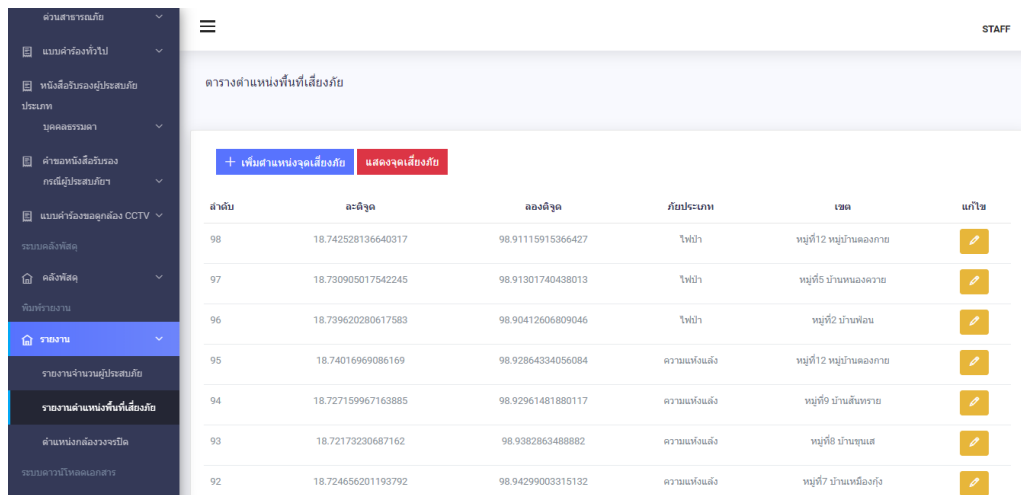 ด่วนสาธารณภัย
แบบคำร้องทั่วไป
หนังสือรับรองผู้ประสบภัย
ประเภท
บุคคลธรรมดา
คำขอหนังสือรับรอง
กรณีผู้ประสบภัยฯ
แบบคำร้องขอดูกล้อง CCTV
ระบบคลังพัสดุ
คลังพัสดุ
พิมพ์รายงาน
รายงาน
รายงานจำนวนผู้ประสบภัย
รายงานตำแหน่งพื้นที่เสี่ยงภัย
ตำแหน่งกล้องวงจรปิด
ระบบดาวน์โหลดเอกสาร
STAFF
ตารางตำแหน่งพื้นที่เสี่ยงภัย
+ เพิ่มตำแหน่งจุดเสี่ยงภัย แสดงจุดเสี่ยงภัย
ลำดับ ละติจูด ลองติจูด ภัยประเภท เขต แก้ไข
98 18.742528136640317 98.91115915366427 ไฟป่า หมู่ที่12 หมู่บ้านตองกาย
97 18.730905017542245 98.91301740438013 ไฟป่า หมู่ที่5 บ้านหนองควาย
96 18.739620280617583 98.90412606809046 ไฟป่า หมู่ที่2 บ้านฟ่อน
95 18.74016969086169 98.92864334056084 ความแห้งแล้ง หมู่ที่12 หมู่บ้านตองกาย
94 18.727159967163885 98.92961481880117 ความแห้งแล้ง หมู่ที่9 บ้านสันทราย
93 18.72173230687162 98.9382863488882 ความแห้งแล้ง หมู่ที่8 บ้านขุนเส
92 18.724656201193792 98.94299003315132 ความแห้งแล้ง หมู่ที่7 บ้านเหมืองกุง